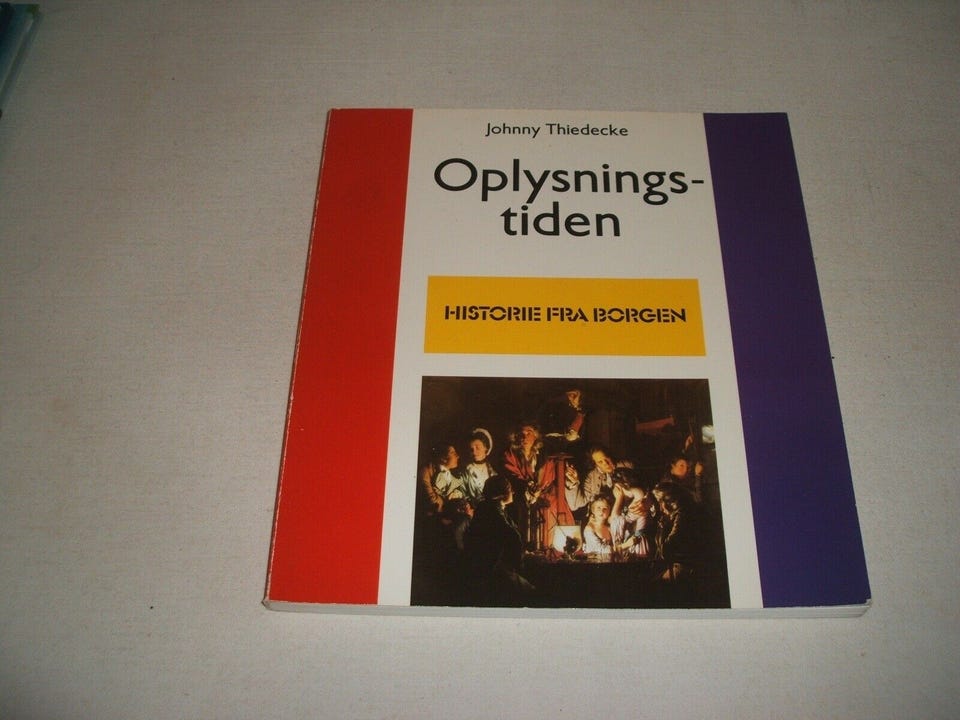 Johnny Thiedecke
Oplysnings-
tiden
HISTORIE FRA BORGEN